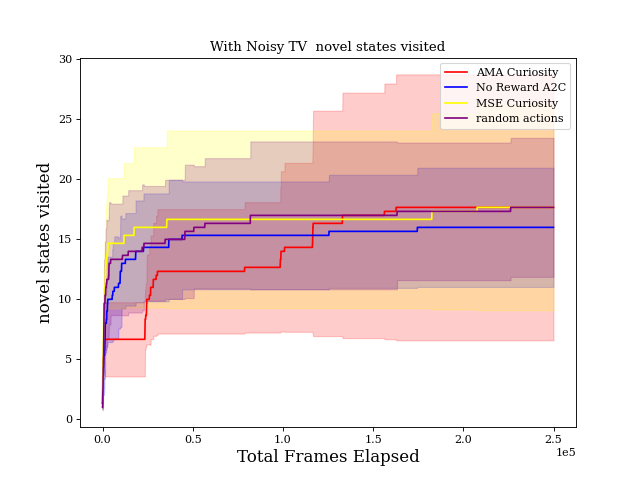 With Noisy TV  novel states visited
30
25
20
15
10
5
0
novel states visited
AMA Curiosity
No Reward A2C
MSE Curiosity
random actions
0.0 0.5 1.0 1.5 2.0 2.5
1e5
Total Frames Elapsed